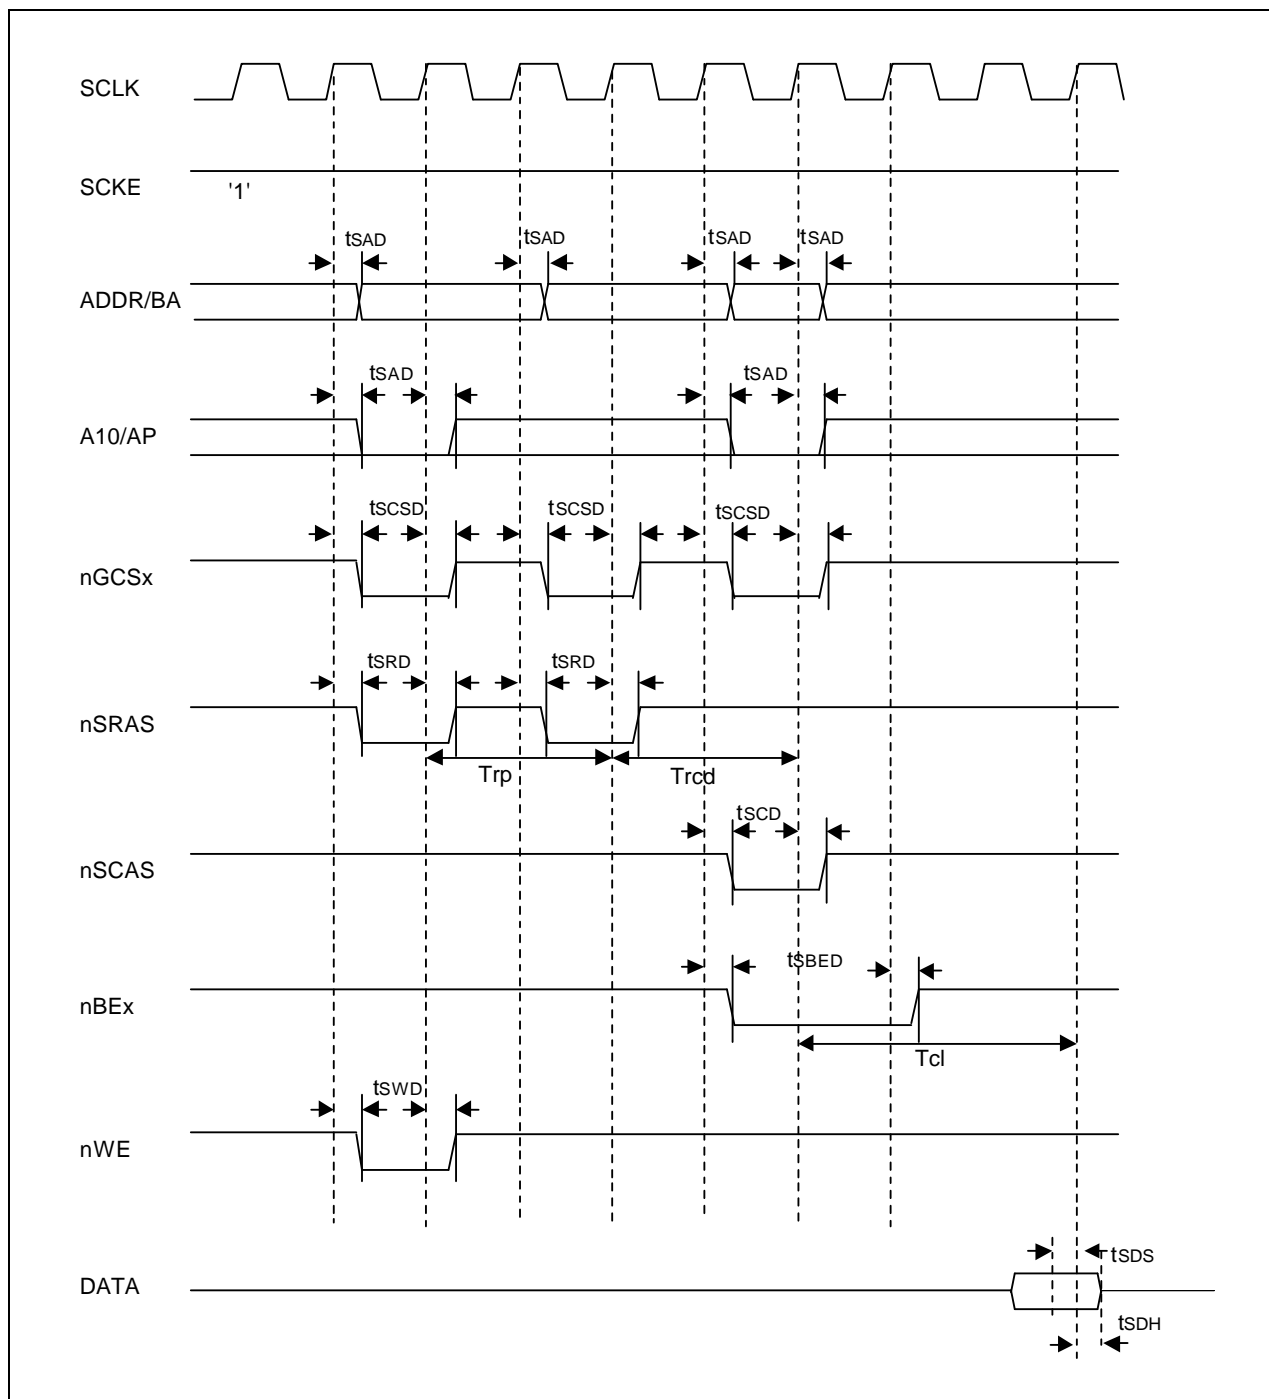 SCLK
SCKE
'1'
tSAD tSAD tSAD tSAD
ADDR/BA
tSAD tSAD
A10/AP
tSCSD tSCSD tSCSD
nGCSx
tSRD tSRD
nSRAS
Trp Trcd
tSCD
nSCAS
tSBED
nBEx
Tcl
tSWD
nWE
tSDS
DATA
tSDH